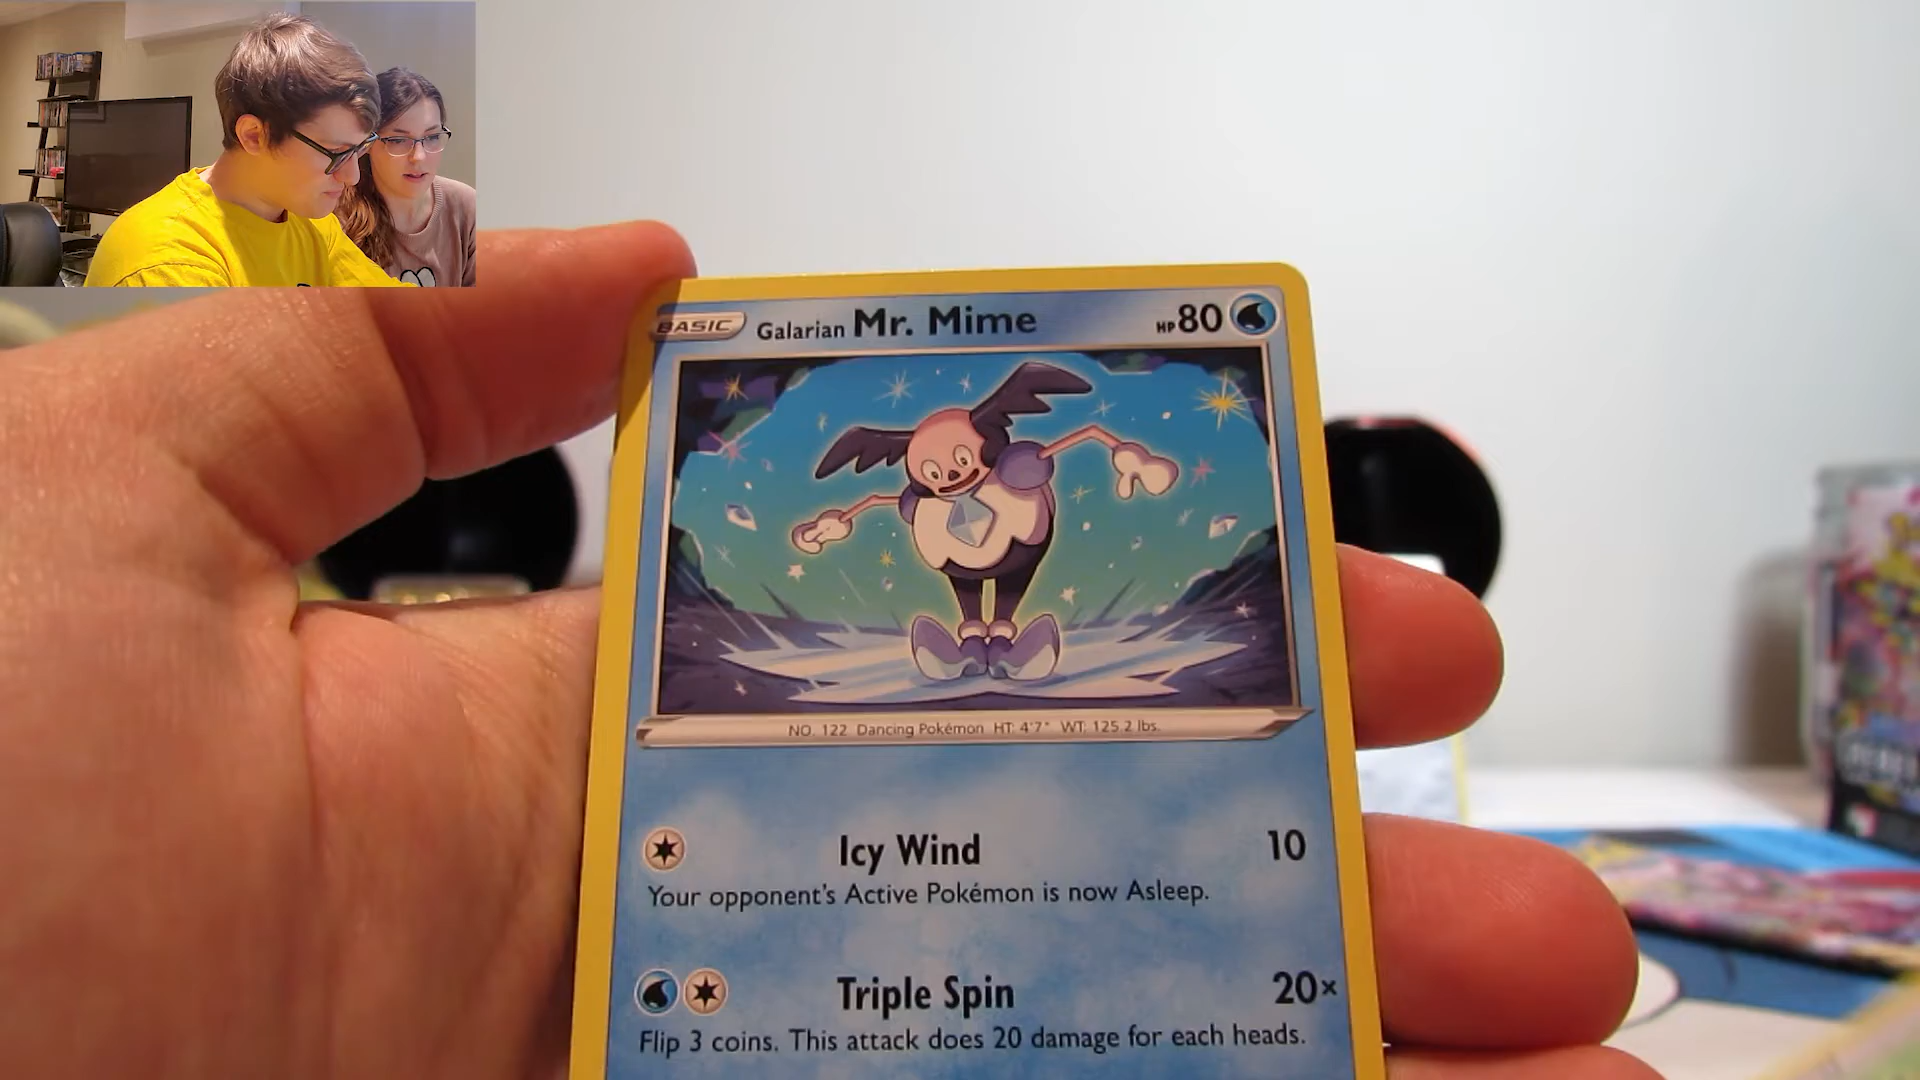 BASIC Galarian Mr. Mime HP 80
NO. 122 Dancing Pokémon HT: 4'7" WT: 125.2 lbs.
Icy Wind 10
Your opponent's Active Pokémon is now Asleep.
Triple Spin 20×
Flip 3 coins. This attack does 20 damage for each heads.